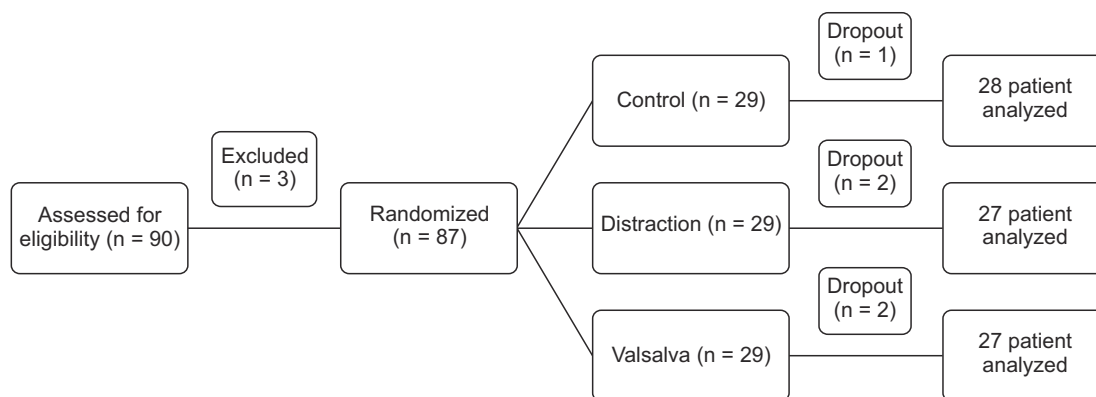 Assessed for
eligibility (n = 90)
Excluded
(n = 3)
Randomized
(n = 87)
Control (n = 29)
Dropout
(n = 1)
28 patient
analyzed
Distraction (n = 29)
Dropout
(n = 2)
27 patient
analyzed
Valsalva (n = 29)
Dropout
(n = 2)
27 patient
analyzed